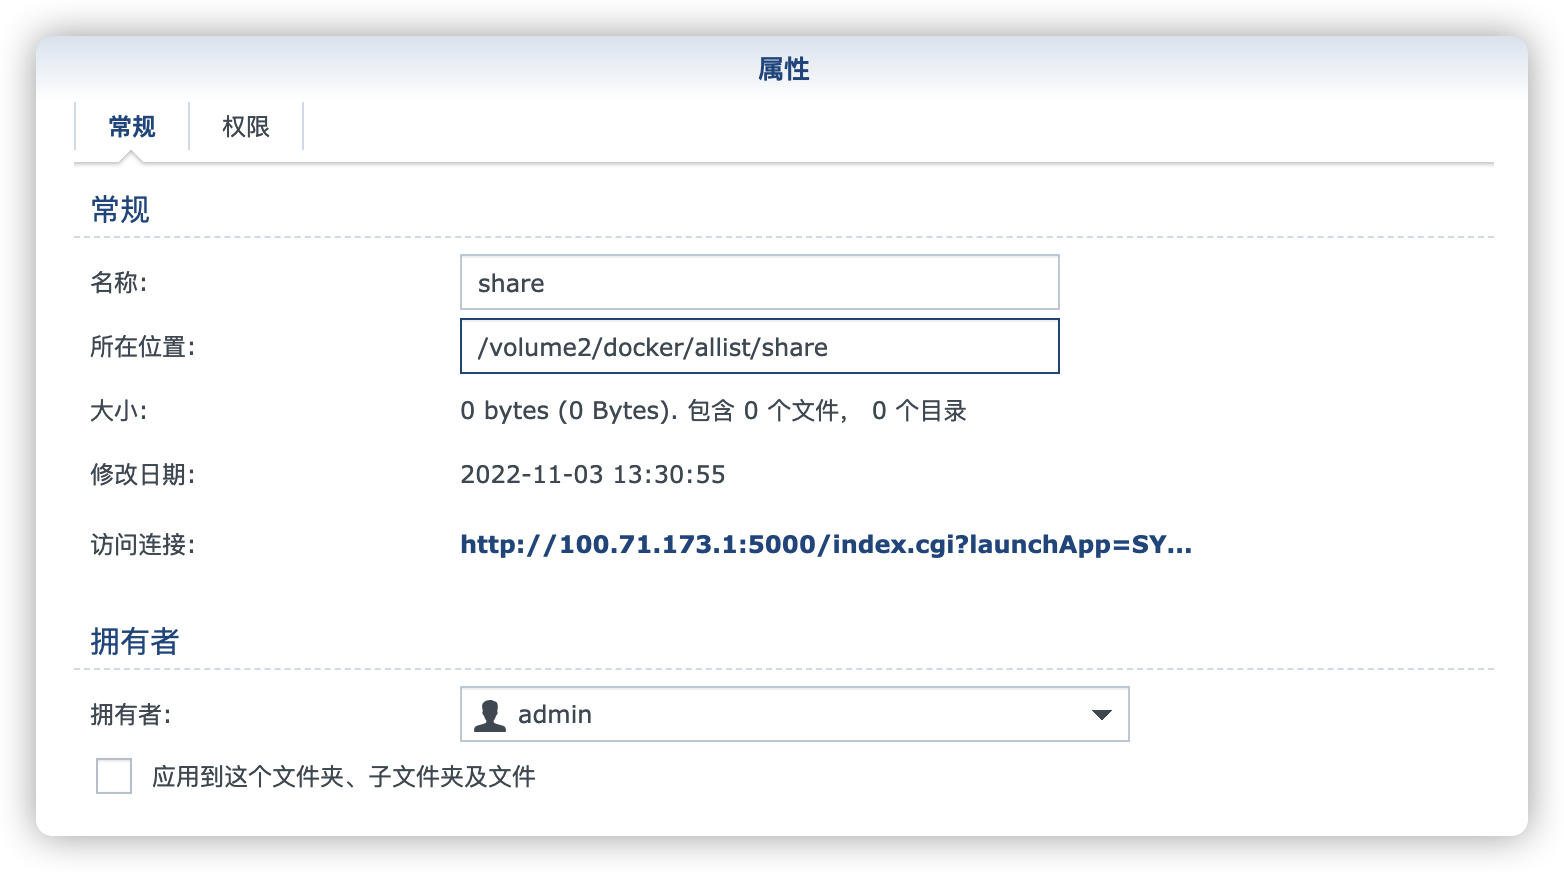 属性
常规 权限
常规
名称: share
所在位置: /volume2/docker/allist/share
大小: 0 bytes (0 Bytes). 包含 0 个文件， 0 个目录
修改日期: 2022-11-03 13:30:55
访问连接: http://100.71.173.1:5000/index.cgi?launchApp=SY...
拥有者
拥有者: admin
应用到这个文件夹、子文件夹及文件